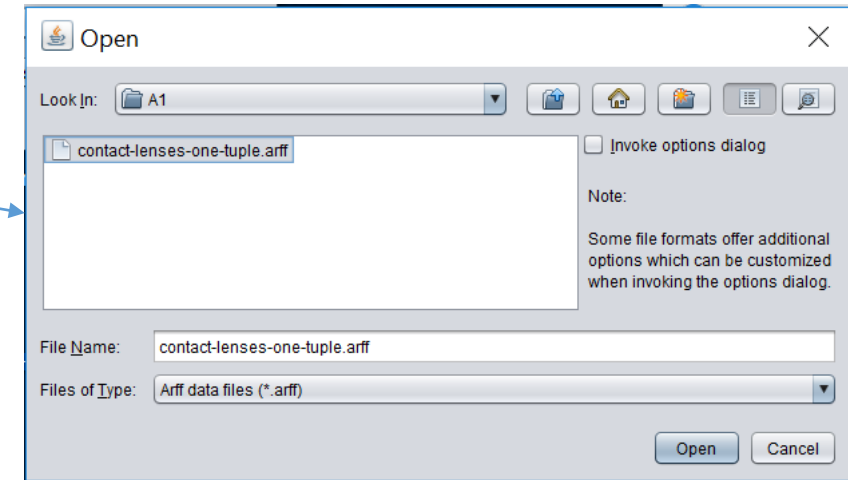 Open
Look In: A1
contact-lenses-one-tuple.arff
Invoke options dialog
Note:
Some file formats offer additional
options which can be customized
when invoking the options dialog.
File Name: contact-lenses-one-tuple.arff
Files of Type: Arff data files (*.arff)
Open Cancel